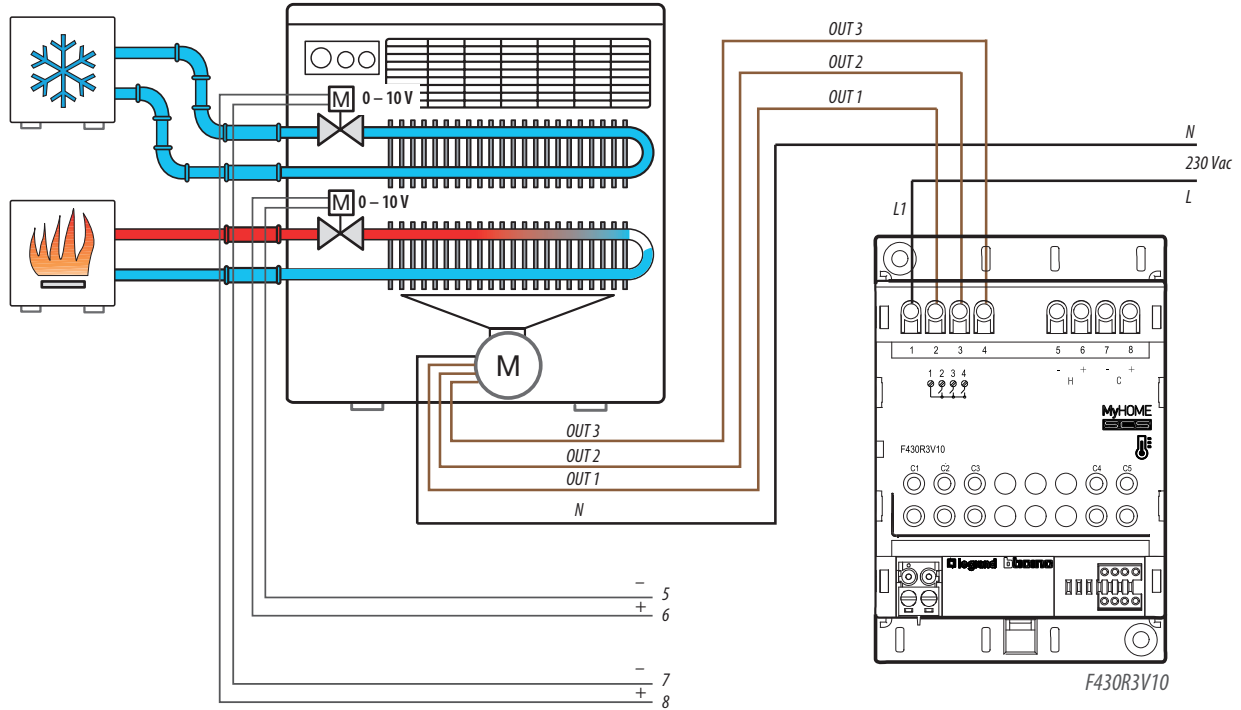 OUT 3
OUT 2
OUT 1
M 0 – 10 V
N
230 Vac
L
L1
M 0 – 10 V
M
1 2 3 4 5 6 7 8
- + - +
H C
1 2 3 4
MyHOME
SCS
F430R3V10
C1 C2 C3 C4 C5
OUT 3
OUT 2
OUT 1
N
legrand bticino
– 5
+ 6
– 7
+ 8
F430R3V10